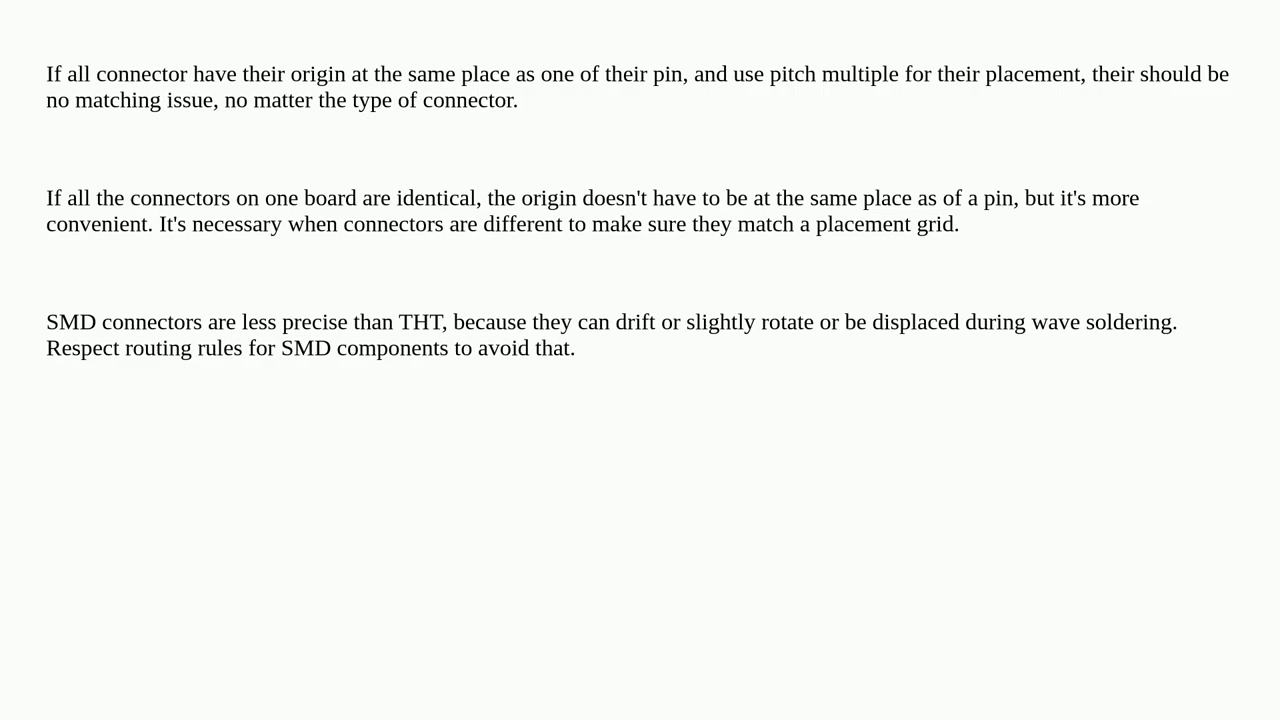 If all connector have their origin at the same place as one of their pin, and use pitch multiple for their placement, their should be
no matching issue, no matter the type of connector.
If all the connectors on one board are identical, the origin doesn't have to be at the same place as of a pin, but it's more
convenient. It's necessary when connectors are different to make sure they match a placement grid.
SMD connectors are less precise than THT, because they can drift or slightly rotate or be displaced during wave soldering.
Respect routing rules for SMD components to avoid that.